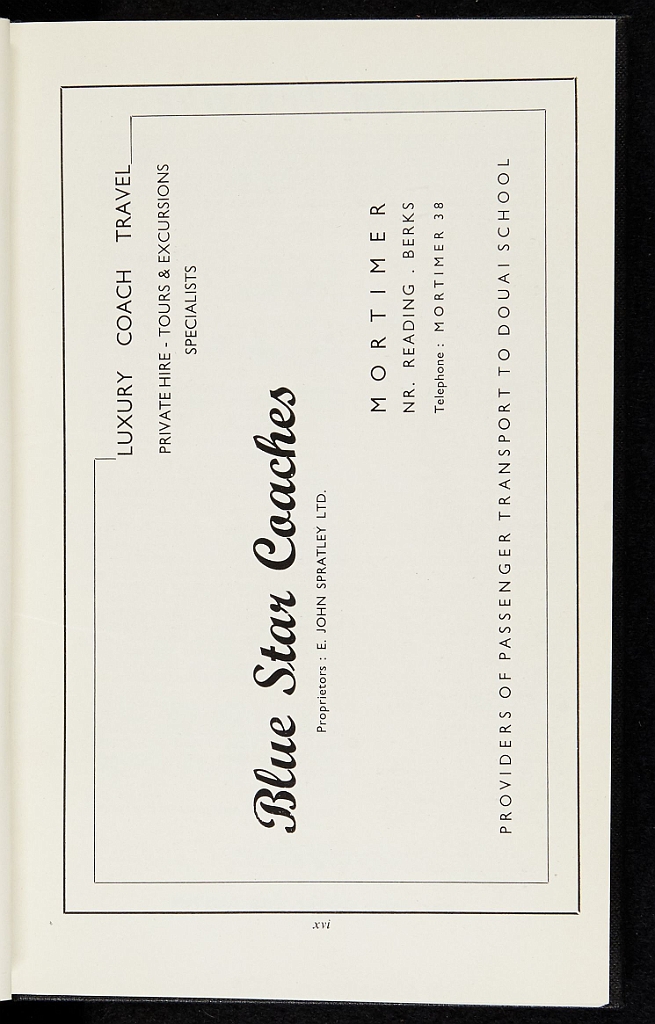 LUXURY COACH TRAVEL
PRIVATE HIRE - TOURS & EXCURSIONS
SPECIALISTS
Blue Star Coaches
Proprietors : E. JOHN SPRATLEY LTD.
MORTIMER
NR. READING . BERKS
Telephone : MORTIMER 38
PROVIDERS OF PASSENGER TRANSPORT TO DOUAI SCHOOL
xvi